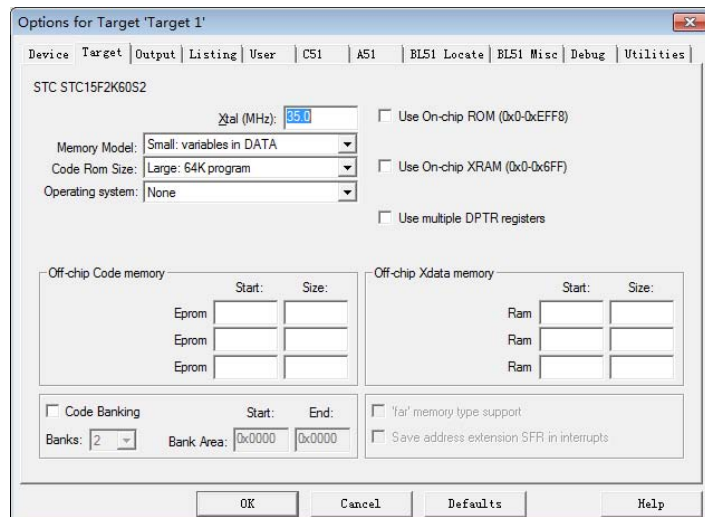 Options for Target 'Target 1'
Device Target Output Listing User C51 A51 BL51 Locate BL51 Misc Debug Utilities
STC STC15F2K60S2
Xtal (MHz): 35.0
Use On-chip ROM (0x0-0xEFF8)
Memory Model: Small: variables in DATA
Code Rom Size: Large: 64K program
Use On-chip XRAM (0x0-0x6FF)
Operating system: None
Use multiple DPTR registers
Off-chip Code memory
Start: Size:
Eprom
Eprom
Eprom
Off-chip Xdata memory
Start: Size:
Ram
Ram
Ram
Code Banking Start: End:
Banks: 2 Bank Area: 0x0000 0x0000
'far' memory type support
Save address extension SFR in interrupts
OK Cancel Defaults Help